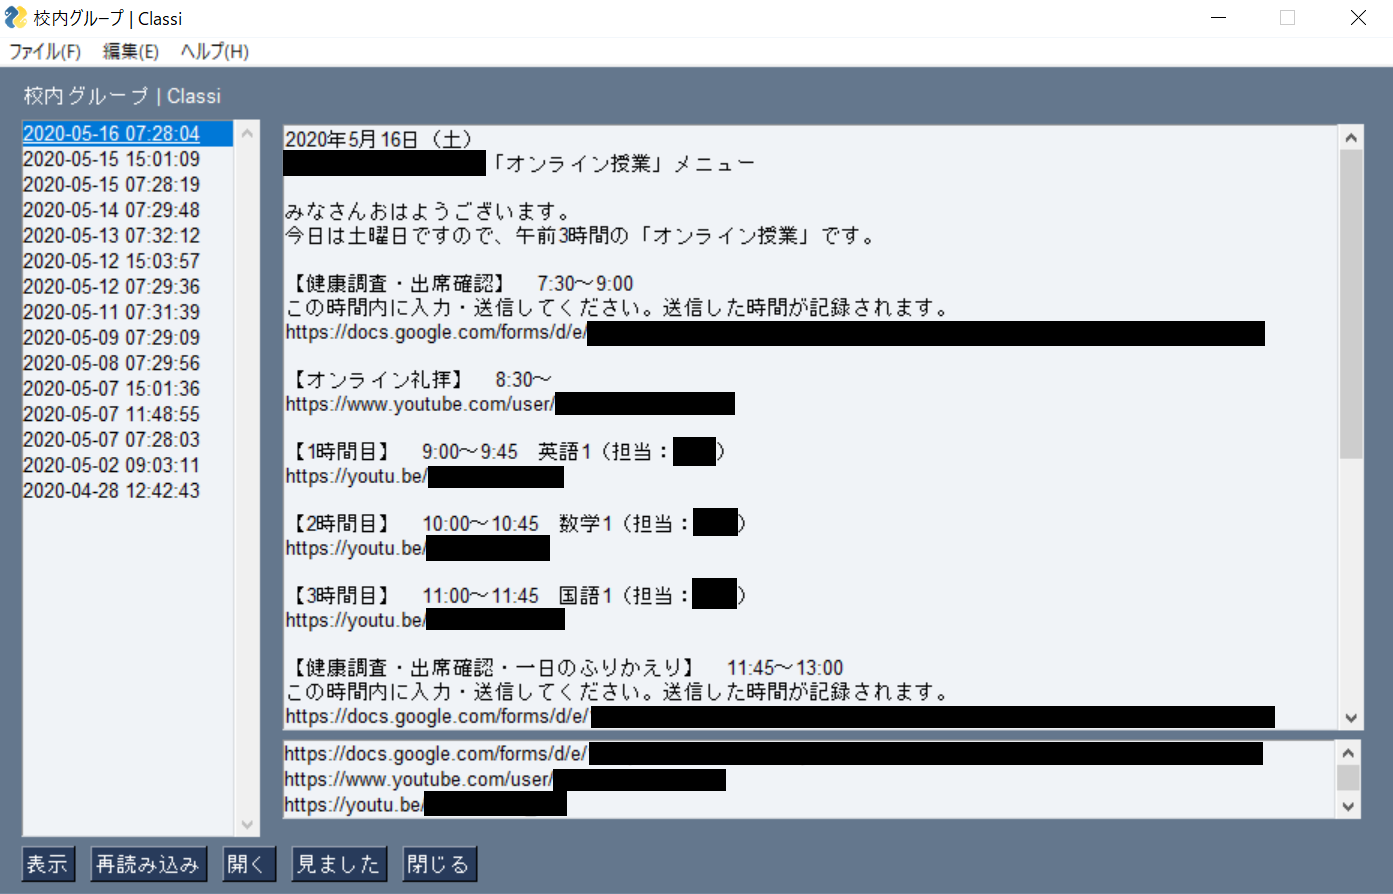 校内グループ | Classi
ファイル(F) 編集(E) ヘルプ(H)
校内グループ | Classi
2020-05-16 07:28:04
2020-05-15 15:01:09
2020-05-15 07:28:19
2020-05-14 07:29:48
2020-05-13 07:32:12
2020-05-12 15:03:57
2020-05-12 07:29:36
2020-05-11 07:31:39
2020-05-09 07:29:09
2020-05-08 07:29:56
2020-05-07 15:01:36
2020-05-07 11:48:55
2020-05-07 07:28:03
2020-05-02 09:03:11
2020-04-28 12:42:43
2020年5月16日（土）
「オンライン授業」メニュー
みなさんおはようございます。
今日は土曜日ですので、午前3時間の「オンライン授業」です。
【健康調査・出席確認】　7:30～9:00
この時間内に入力・送信してください。送信した時間が記録されます。
https://docs.google.com/forms/d/e/
【オンライン礼拝】　8:30～
https://www.youtube.com/user/
【1時間目】　9:00～9:45　英語1（担当：）
https://youtu.be/
【2時間目】　10:00～10:45　数学1（担当：）
https://youtu.be/
【3時間目】　11:00～11:45　国語1（担当：）
https://youtu.be/
【健康調査・出席確認・一日のふりかえり】　11:45～13:00
この時間内に入力・送信してください。送信した時間が記録されます。
https://docs.google.com/forms/d/e/
https://docs.google.com/forms/d/e/
https://www.youtube.com/user/
https://youtu.be/
表示 再読み込み 開く 見ました 閉じる